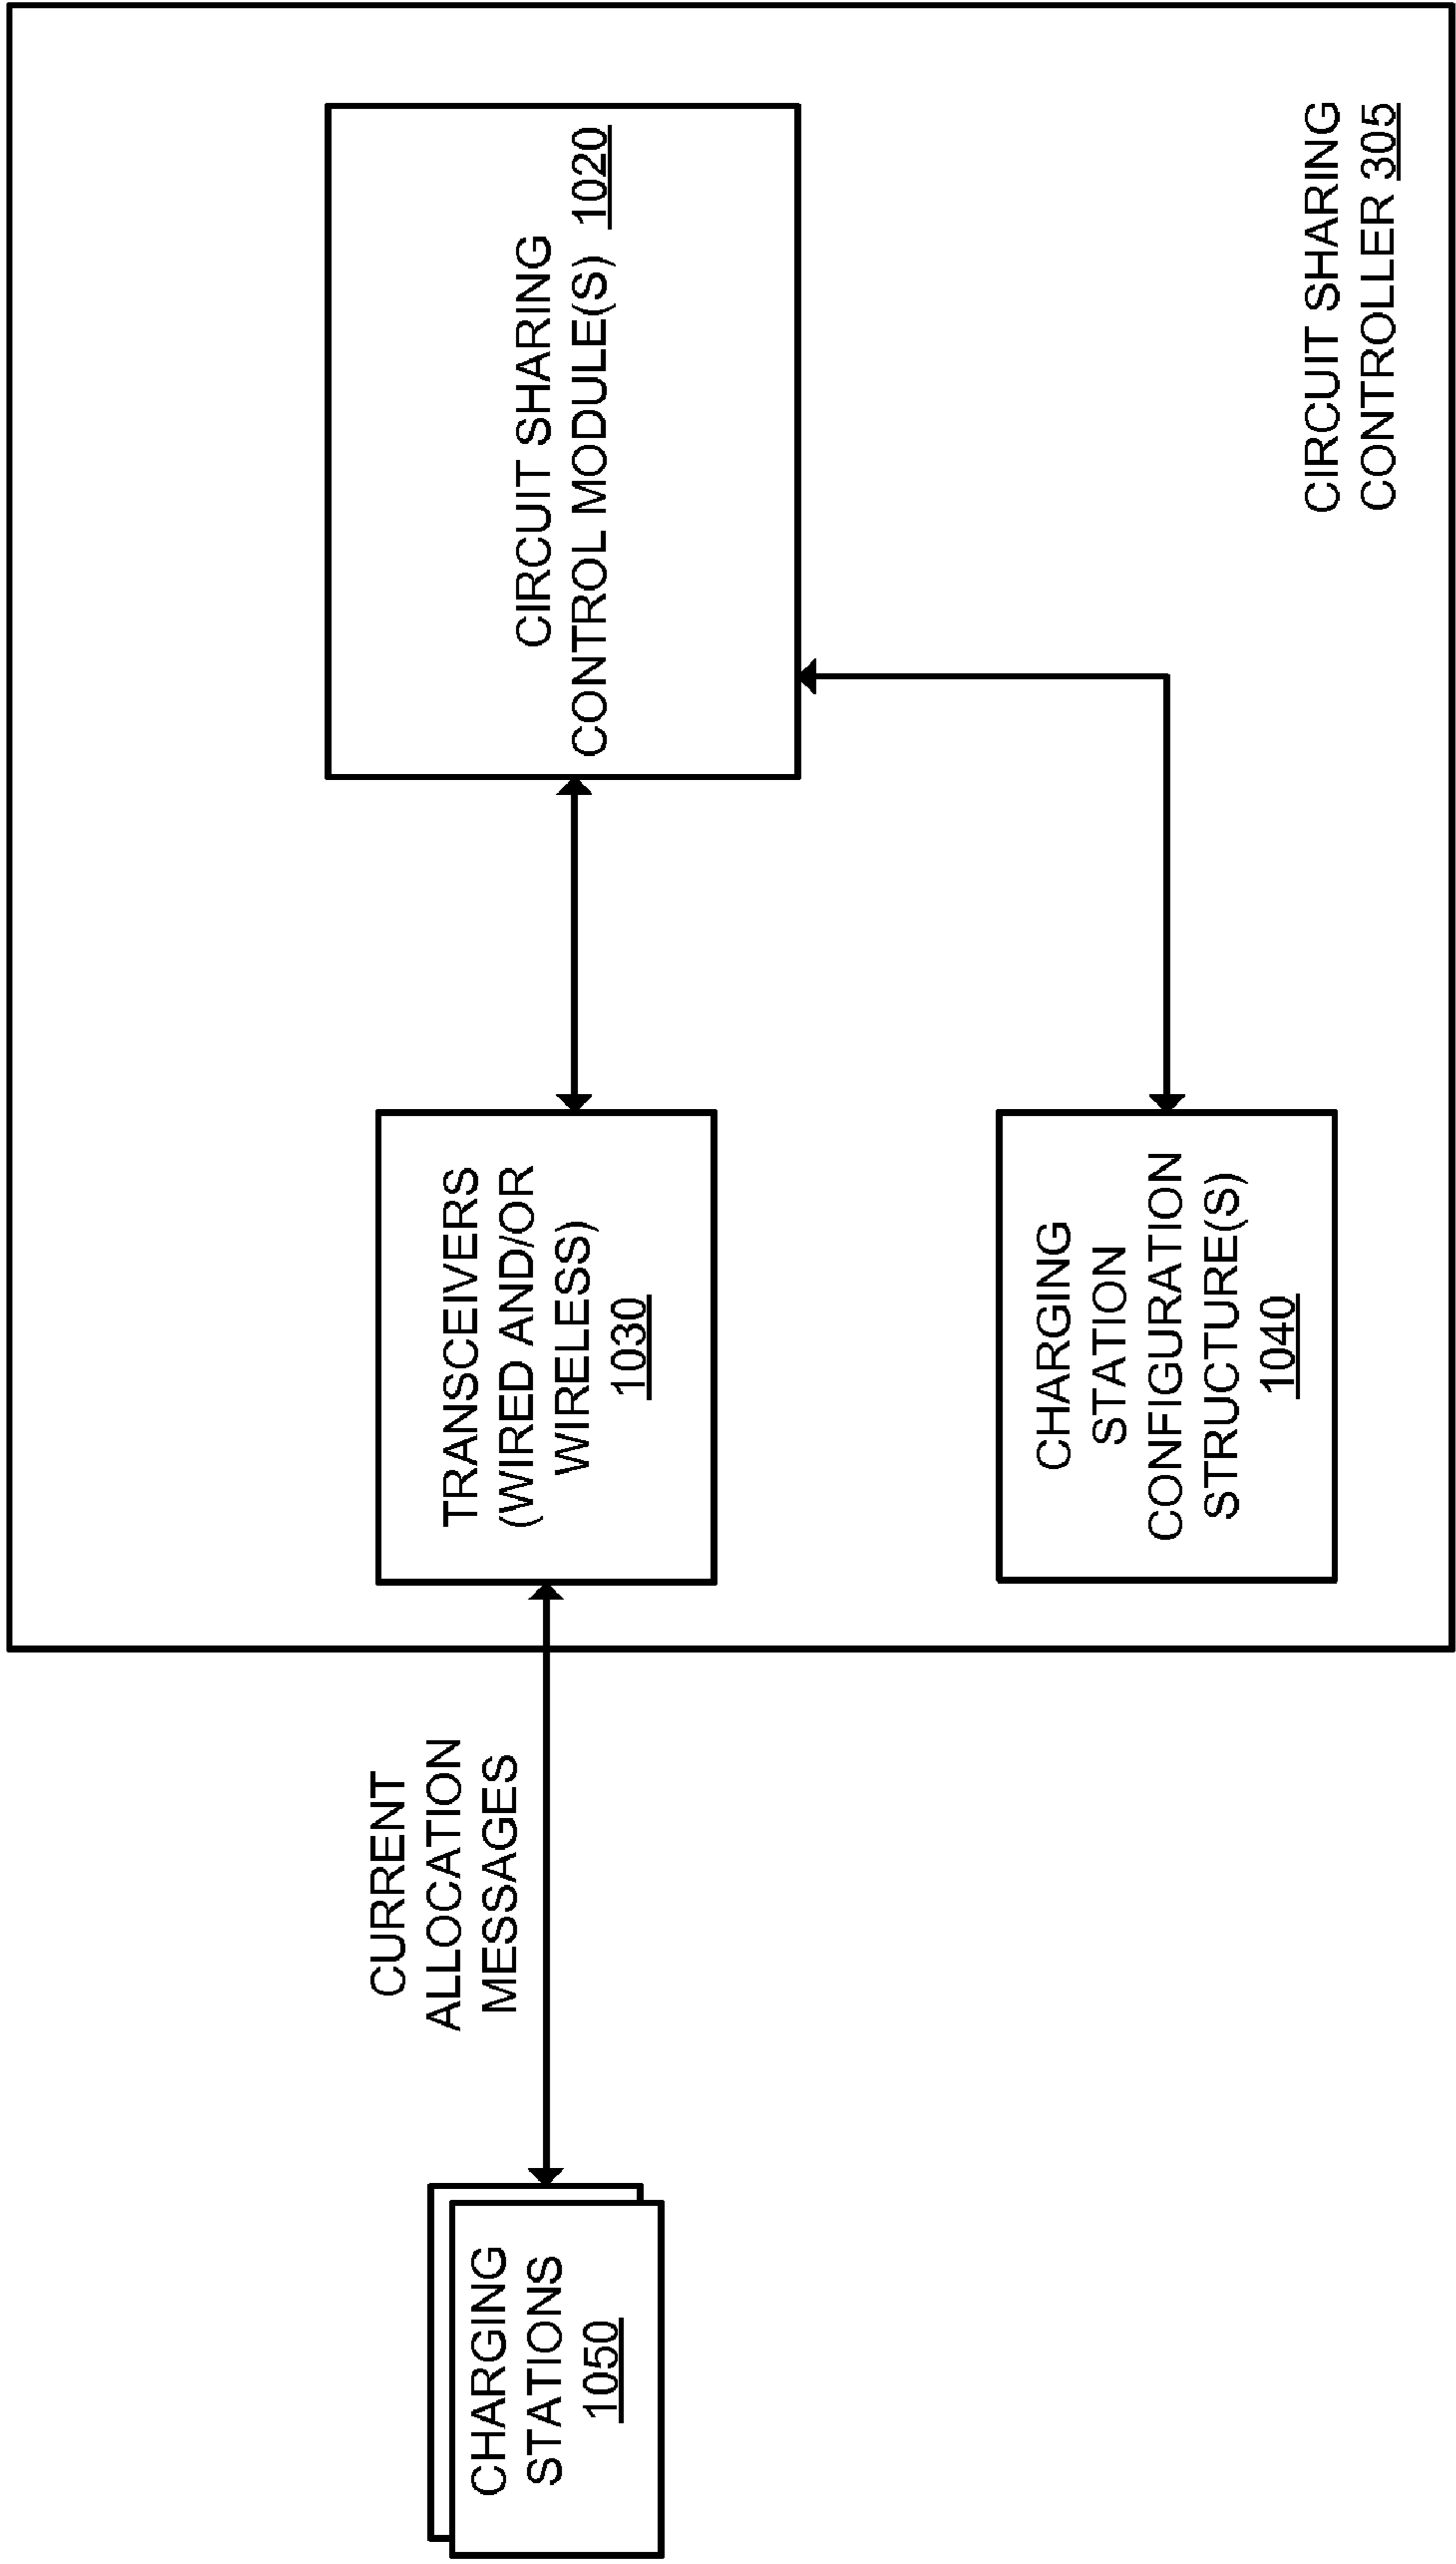 CHARGING
STATIONS
1050
CURRENT
ALLOCATION
MESSAGES
TRANSCEIVERS
(WIRED AND/OR
WIRELESS)
1030
CIRCUIT SHARING
CONTROL MODULE(S) 1020
CHARGING
STATION
CONFIGURATION
STRUCTURE(S)
1040
CIRCUIT SHARING
CONTROLLER 305